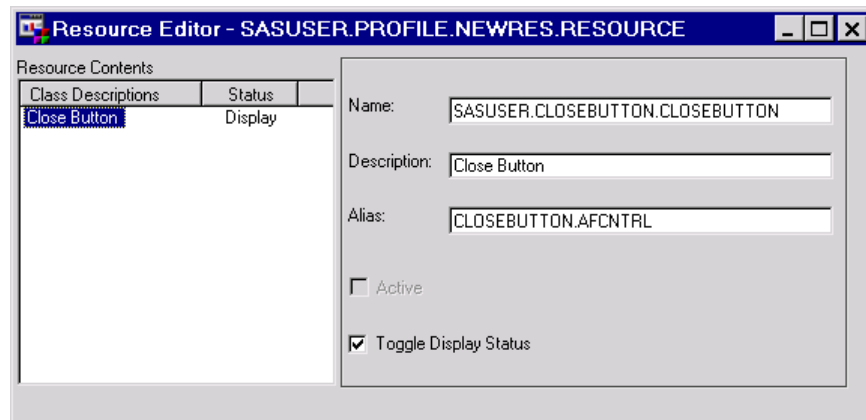 Resource Editor - SASUSER.PROFILE.NEWRES.RESOURCE
Resource Contents
Class Descriptions Status
Close Button Display
Name: SASUSER.CLOSEBUTTON.CLOSEBUTTON
Description: Close Button
Alias: CLOSEBUTTON.AFCNTRL
Active
Toggle Display Status